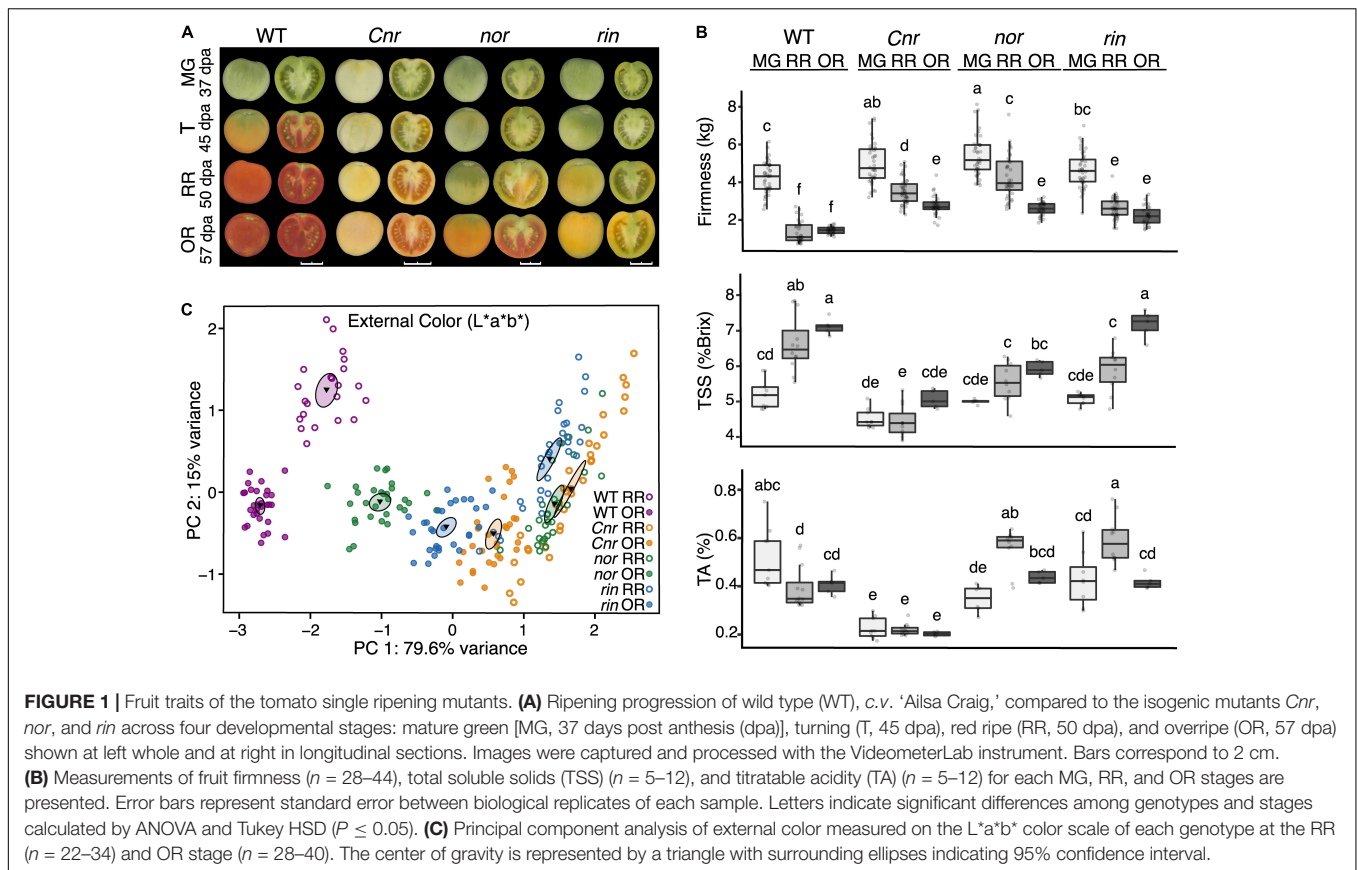 A
WT Cnr nor rin
MG
37 dpa
T
45 dpa
RR
50 dpa
OR
57 dpa
B
WT Cnr nor rin
MG RR OR MG RR OR MG RR OR MG RR OR
Firmness (kg)
8
6
4
2
c f f ab d e a c e bc e e
TSS (%Brix)
8
7
6
4
cd ab a de e cde cde c bc cde c a
TA (%)
0.8
0.6
0.4
0.2
abc d cd e e e de ab bcd cd a cd
C
External Color (L*a*b*)
PC 2: 15% variance
2
1
0
−1
WT RR
WT OR
Cnr RR
Cnr OR
nor RR
nor OR
rin RR
rin OR
−3 −2 −1 0 1 2
PC 1: 79.6% variance
FIGURE 1 | Fruit traits of the tomato single ripening mutants. (A) Ripening progression of wild type (WT), c.v. ‘Ailsa Craig,’ compared to the isogenic mutants Cnr,
nor, and rin across four developmental stages: mature green [MG, 37 days post anthesis (dpa)], turning (T, 45 dpa), red ripe (RR, 50 dpa), and overripe (OR, 57 dpa)
shown at left whole and at right in longitudinal sections. Images were captured and processed with the VideometerLab instrument. Bars correspond to 2 cm.
(B) Measurements of fruit firmness (n = 28–44), total soluble solids (TSS) (n = 5–12), and titratable acidity (TA) (n = 5–12) for each MG, RR, and OR stages are
presented. Error bars represent standard error between biological replicates of each sample. Letters indicate significant differences among genotypes and stages
calculated by ANOVA and Tukey HSD (P ≤ 0.05). (C) Principal component analysis of external color measured on the L*a*b* color scale of each genotype at the RR
(n = 22–34) and OR stage (n = 28–40). The center of gravity is represented by a triangle with surrounding ellipses indicating 95% confidence interval.